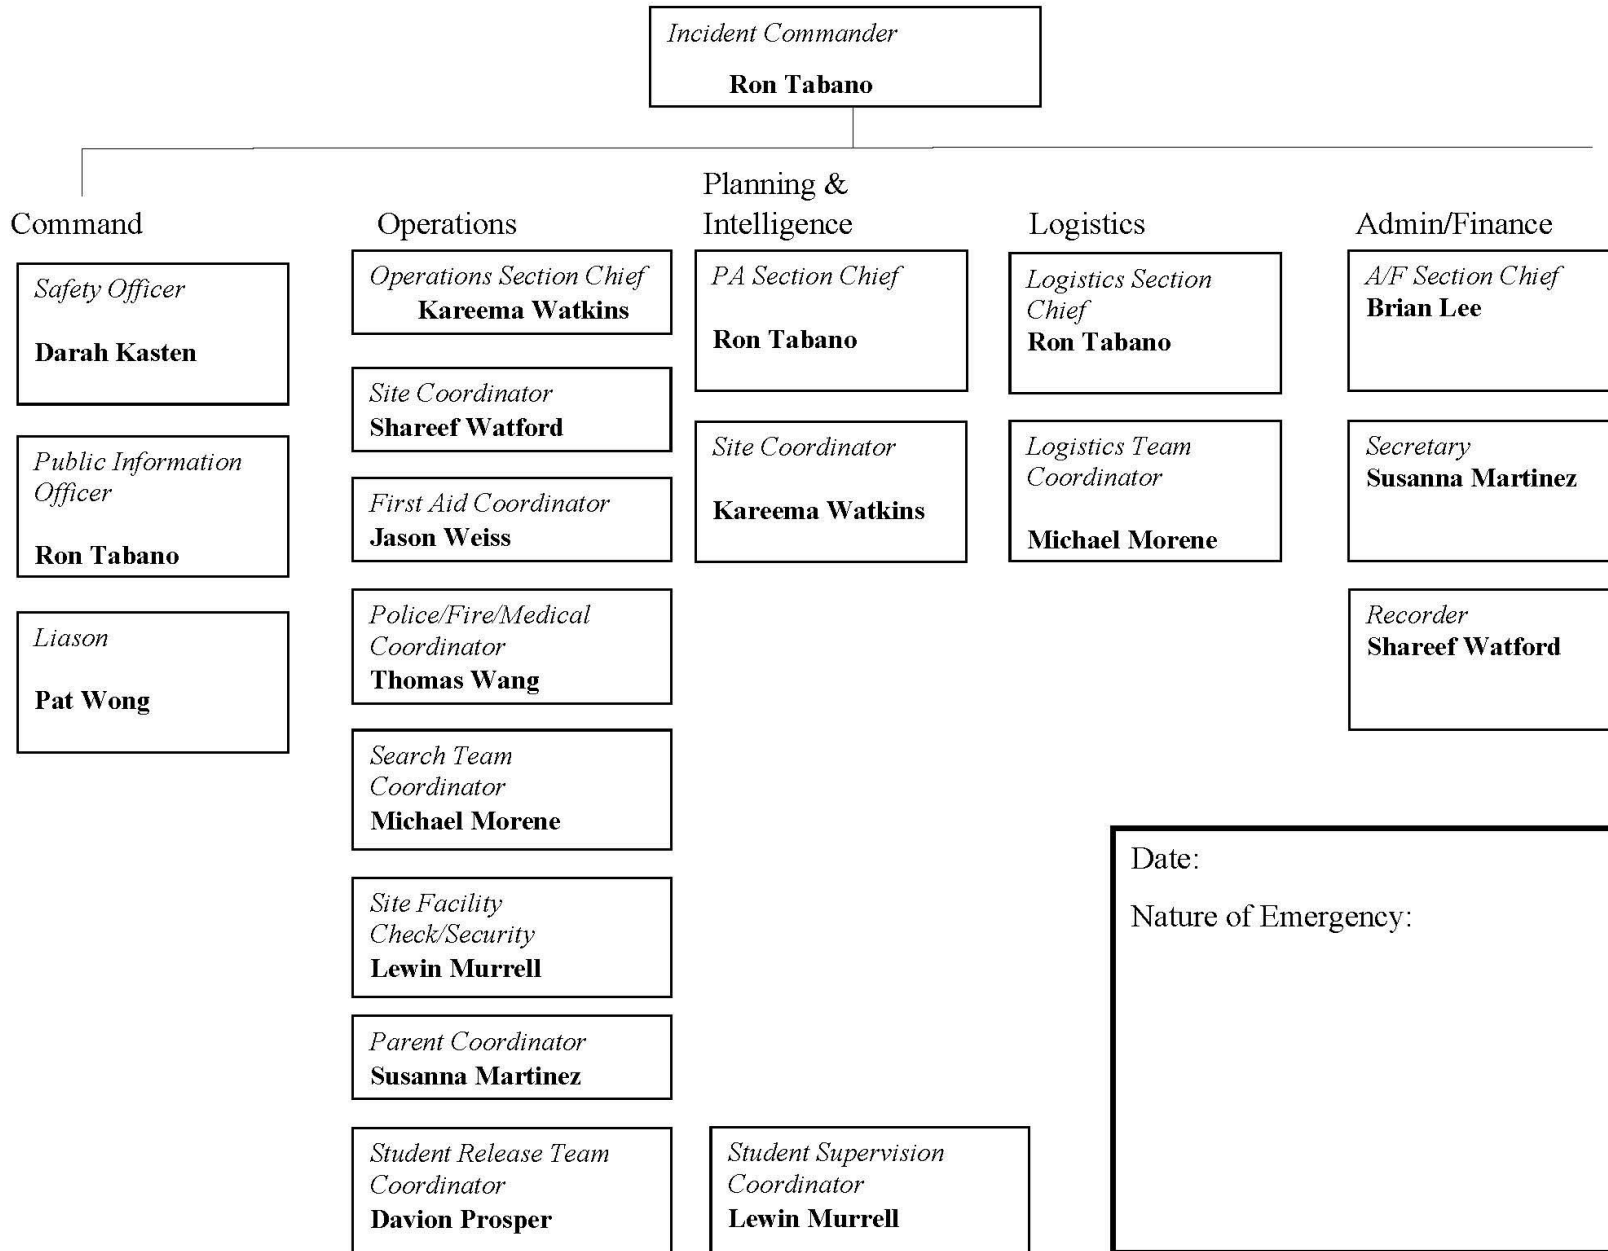 Incident Commander
Ron Tabano
Command
Safety Officer
Darah Kasten
Public Information
Officer
Ron Tabano
Liason
Pat Wong
Operations
Operations Section Chief
Kareema Watkins
Site Coordinator
Shareef Watford
First Aid Coordinator
Jason Weiss
Police/Fire/Medical
Coordinator
Thomas Wang
Search Team
Coordinator
Michael Morene
Site Facility
Check/Security
Lewin Murrell
Parent Coordinator
Susanna Martinez
Student Release Team
Coordinator
Davion Prosper
Student Supervision
Coordinator
Lewin Murrell
Planning &
Intelligence
PA Section Chief
Ron Tabano
Site Coordinator
Kareema Watkins
Logistics
Logistics Section
Chief
Ron Tabano
Logistics Team
Coordinator
Michael Morene
Admin/Finance
A/F Section Chief
Brian Lee
Secretary
Susanna Martinez
Recorder
Shareef Watford
Date:
Nature of Emergency: